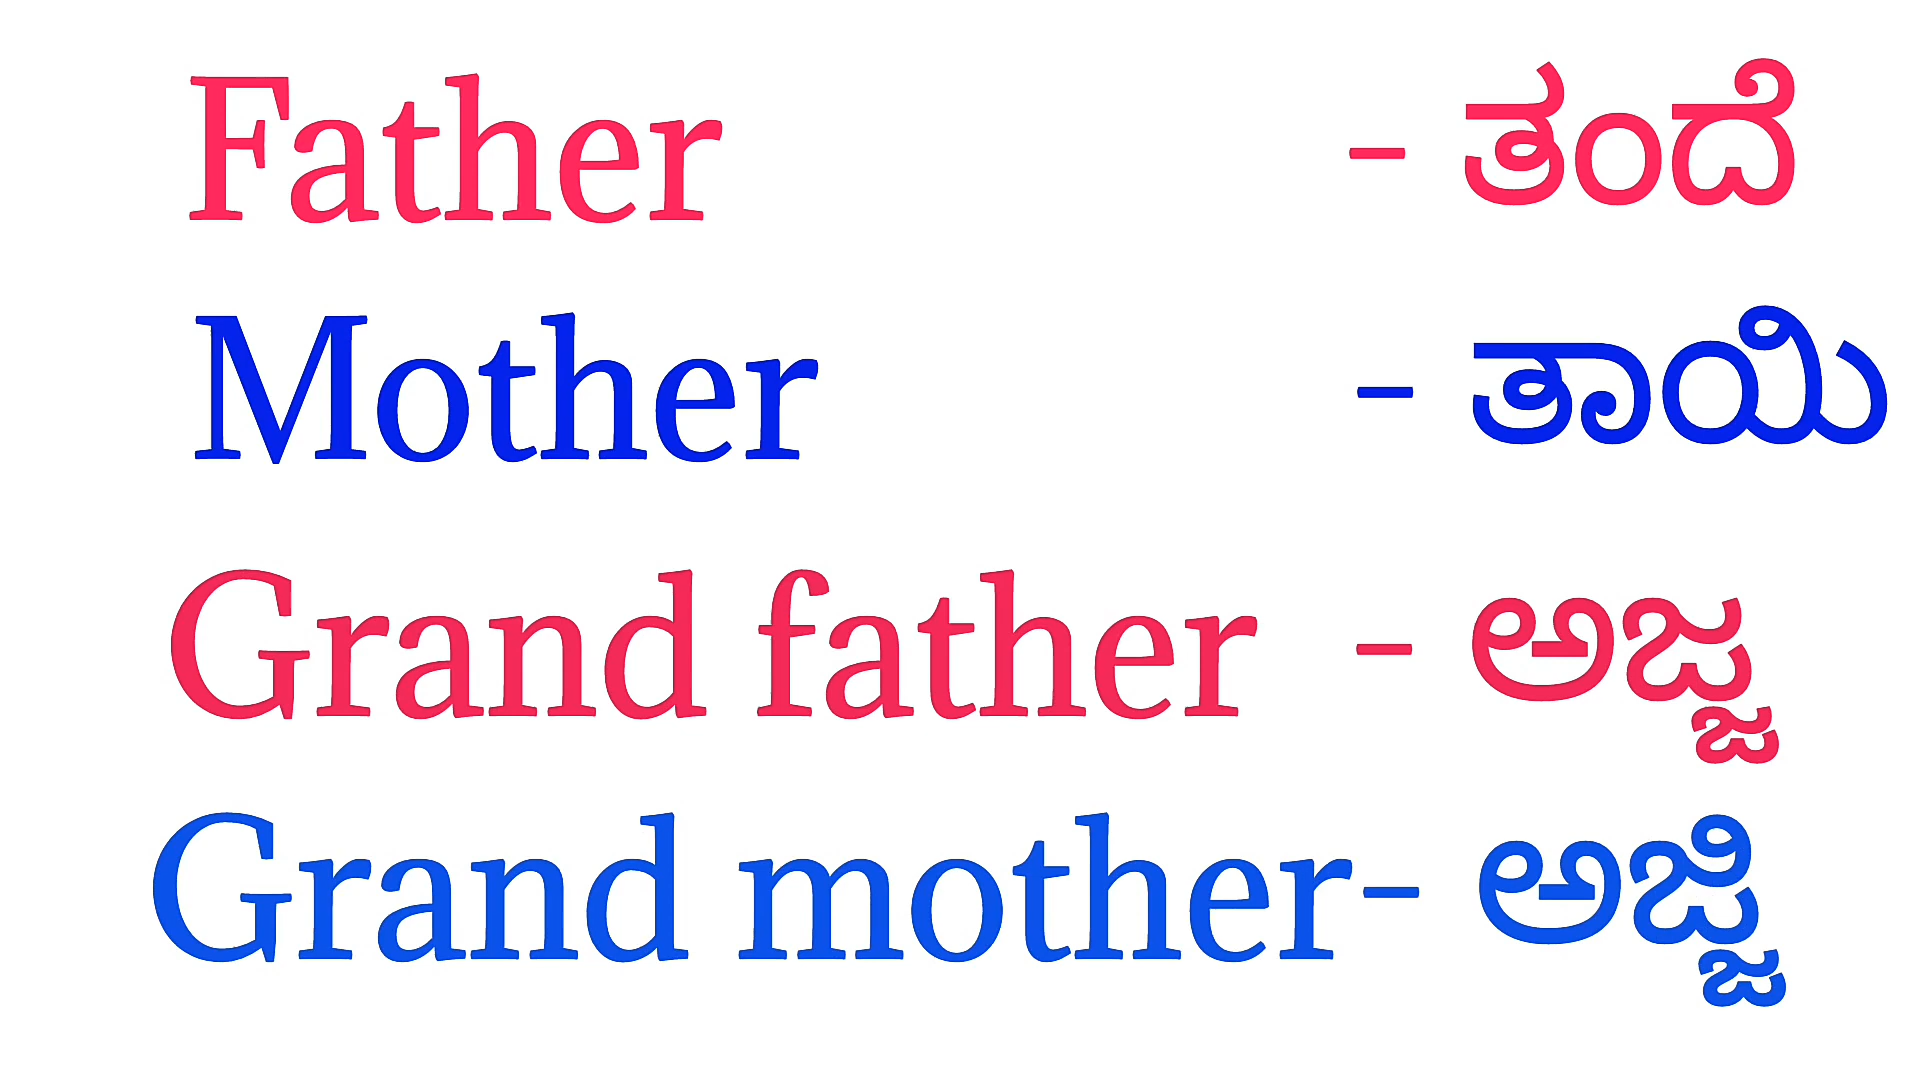 Father - ತಂದೆ
Mother - ತಾಯಿ
Grand father - ಅಜ್ಜ
Grand mother- ಅಜ್ಜಿ